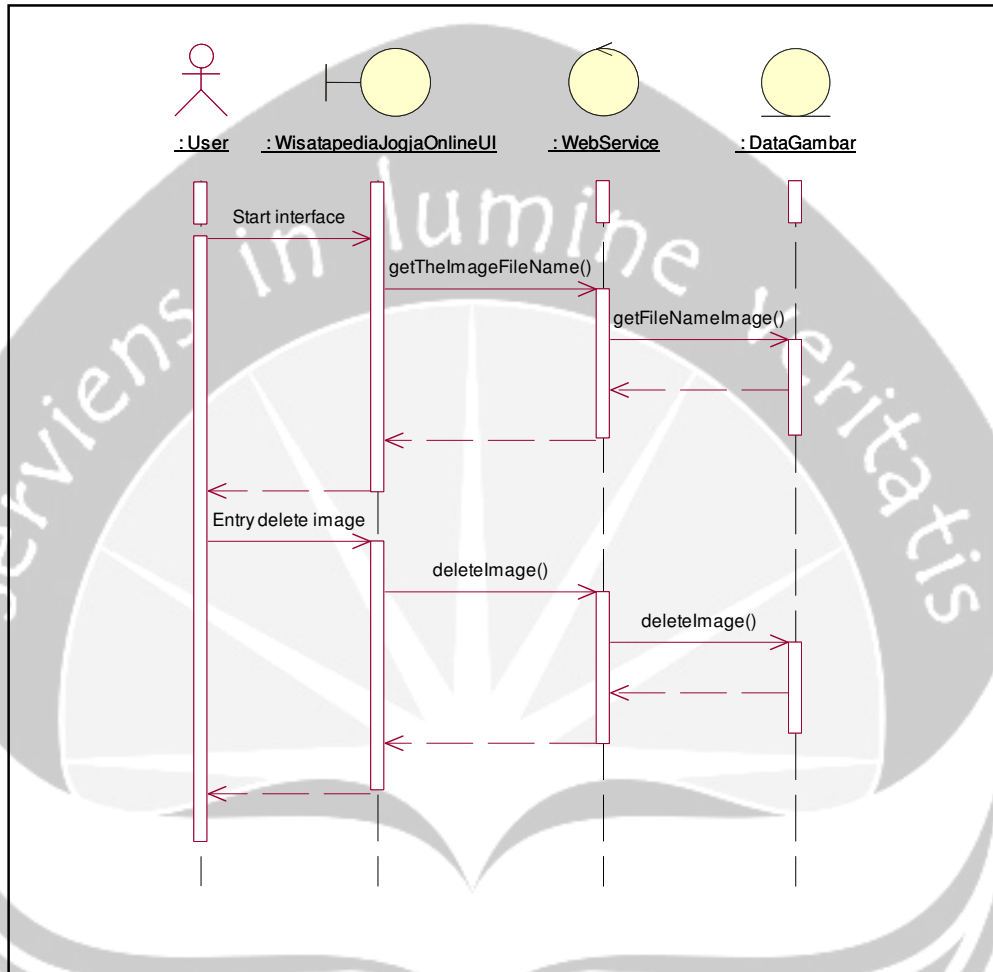 : User
: WisatapediaJogjaOnlineUI
: WebService
: DataGambar
Start interface
getTheImageFileName()
getFileNameImage()
Entry delete image
deleteImage()
deleteImage()
serviens in lumine veritatis